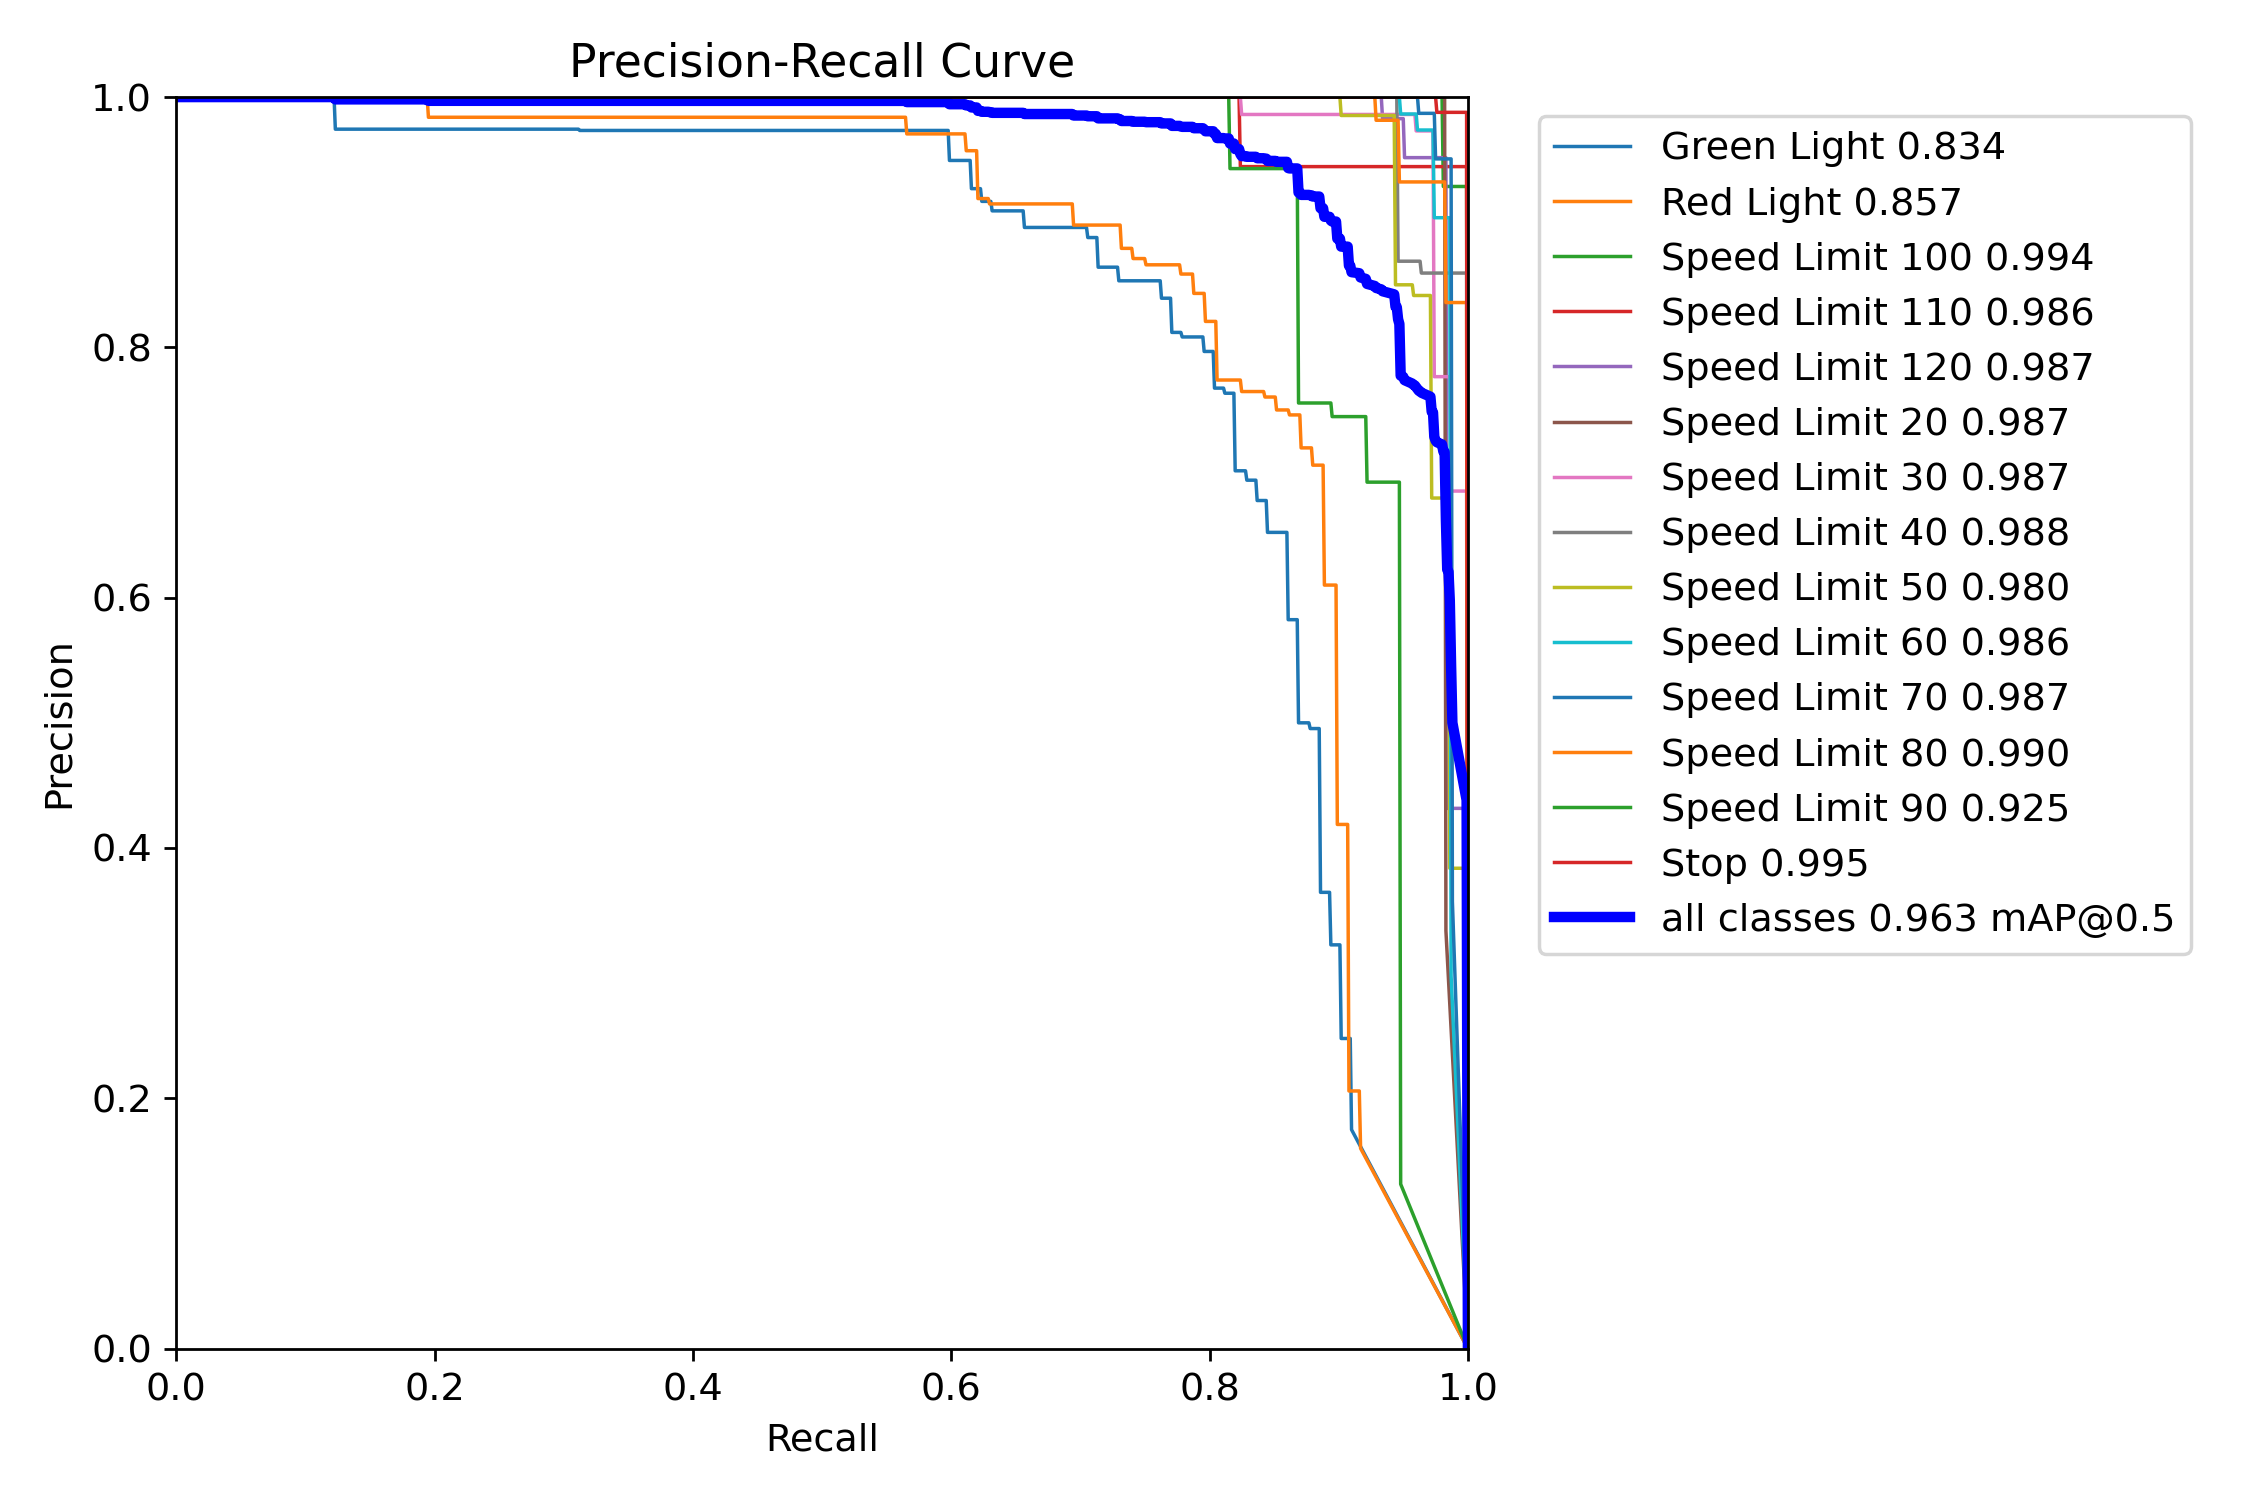 Precision-Recall Curve
1.0
0.8
0.6
0.4
0.2
0.0
Precision
0.0 0.2 0.4 0.6 0.8 1.0
Recall
Green Light 0.834
Red Light 0.857
Speed Limit 100 0.994
Speed Limit 110 0.986
Speed Limit 120 0.987
Speed Limit 20 0.987
Speed Limit 30 0.987
Speed Limit 40 0.988
Speed Limit 50 0.980
Speed Limit 60 0.986
Speed Limit 70 0.987
Speed Limit 80 0.990
Speed Limit 90 0.925
Stop 0.995
all classes 0.963 mAP@0.5